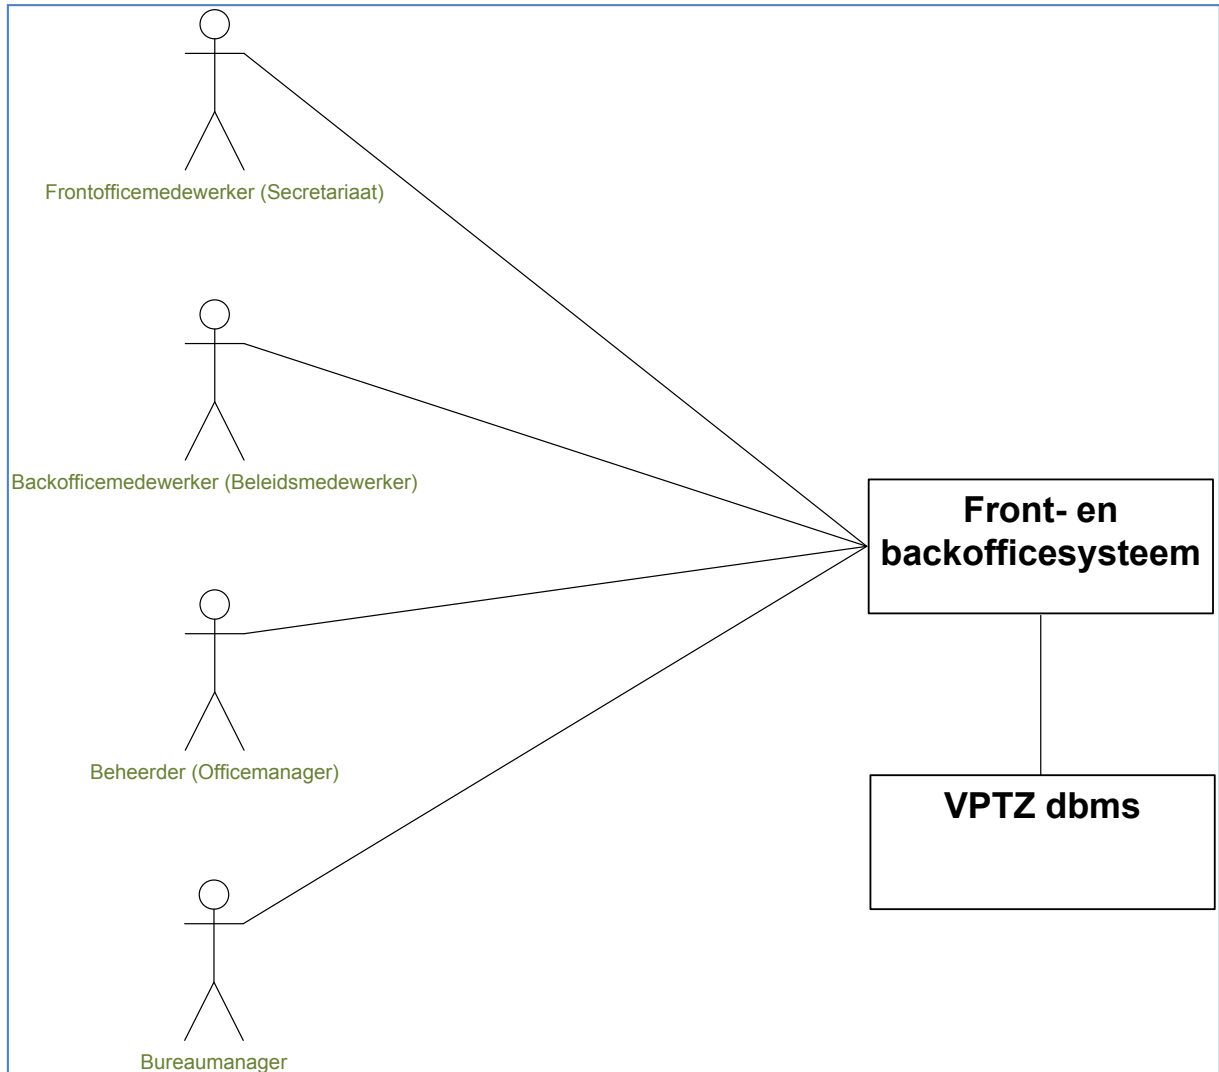 Frontofficemedewerker (Secretariaat)
Backofficemedewerker (Beleidsmedewerker)
Front- en
backofficesysteem
Beheerder (Officemanager)
VPTZ dbms
Bureaumanager